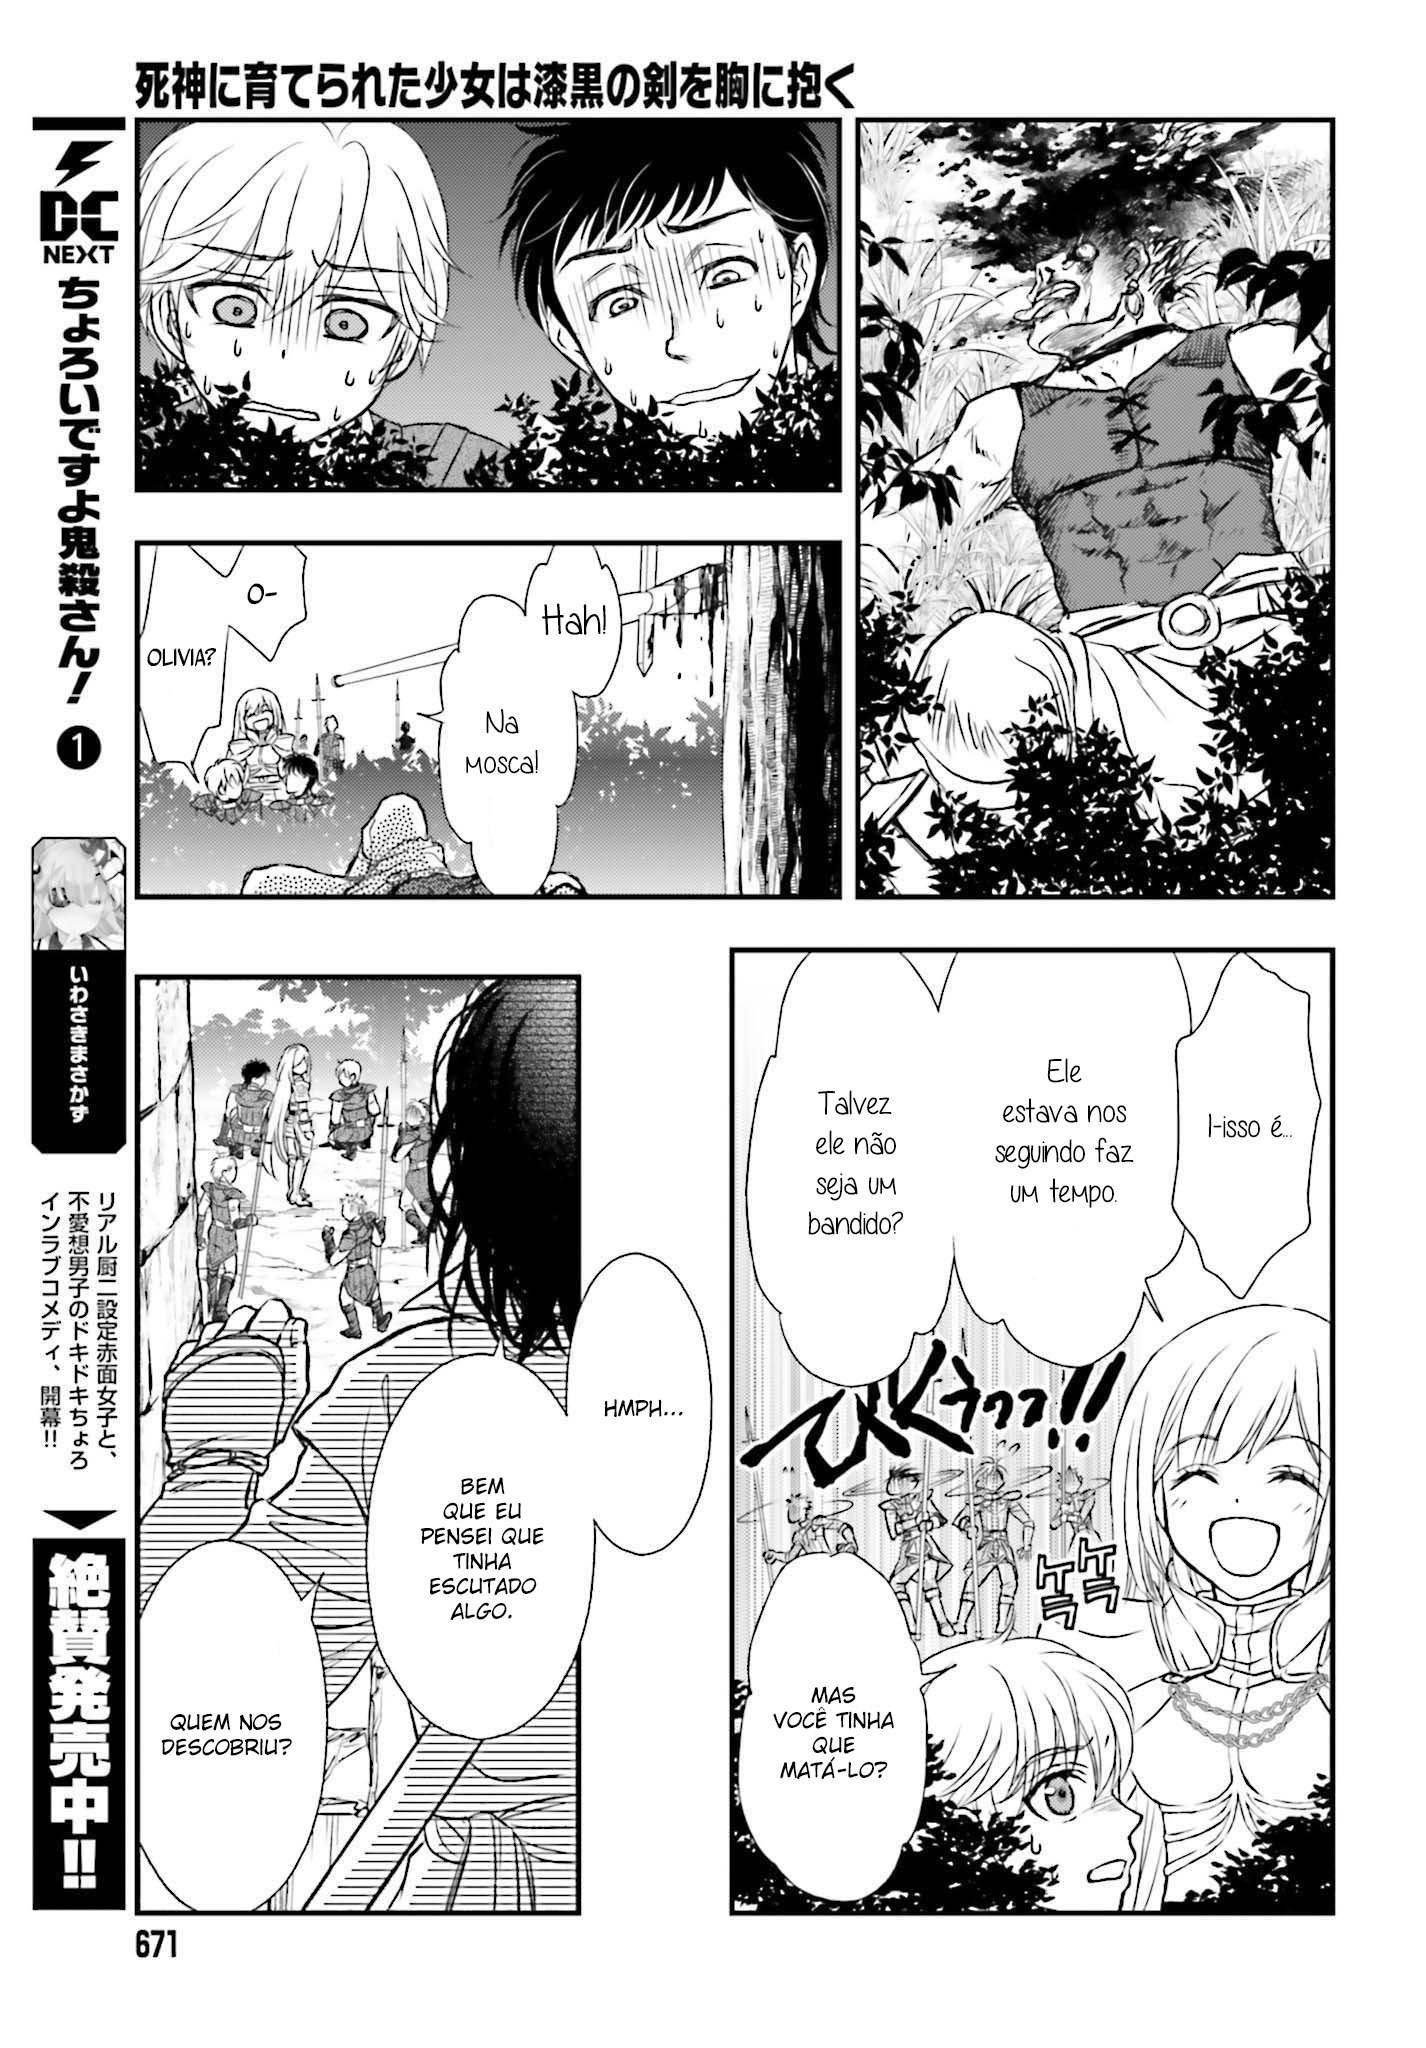 死神に育てられた少女は漆黒の剣を胸に抱く
Hah!
Na
mosca!
O-
OLIVIA?
I-isso é...
Ele
estava nos
seguindo faz
um tempo.
Talvez
ele não
seja um
bandido?
ケラ
ケラ
MAS
VOCÊ TINHA
QUE
MATÁ-LO?
HMPH...
BEM
QUE EU
PENSEI QUE
TINHA
ESCUTADO
ALGO.
QUEM NOS
DESCOBRIU?
DC
NEXT
ちょろいですよ鬼殺さん!
1
いわさきまさかず
リアル厨二設定赤面女子と、
不愛想男子のドキドキちょろ
インラブコメディ、開幕!!
絶賛発売中!!
671